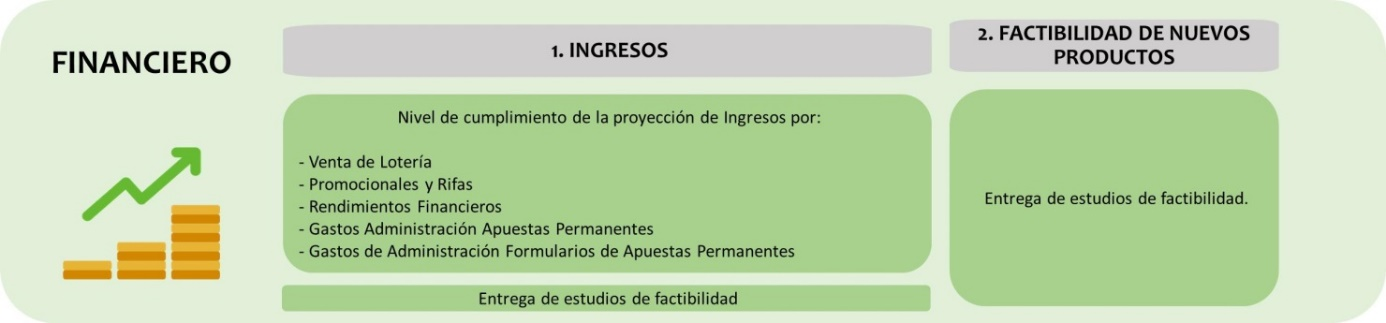 FINANCIERO
1. INGRESOS
Nivel de cumplimiento de la proyección de Ingresos por:
- Venta de Lotería
- Promocionales y Rifas
- Rendimientos Financieros
- Gastos Administración Apuestas Permanentes
- Gastos de Administración Formularios de Apuestas Permanentes
Entrega de estudios de factibilidad
2. FACTIBILIDAD DE NUEVOS
PRODUCTOS
Entrega de estudios de factibilidad.